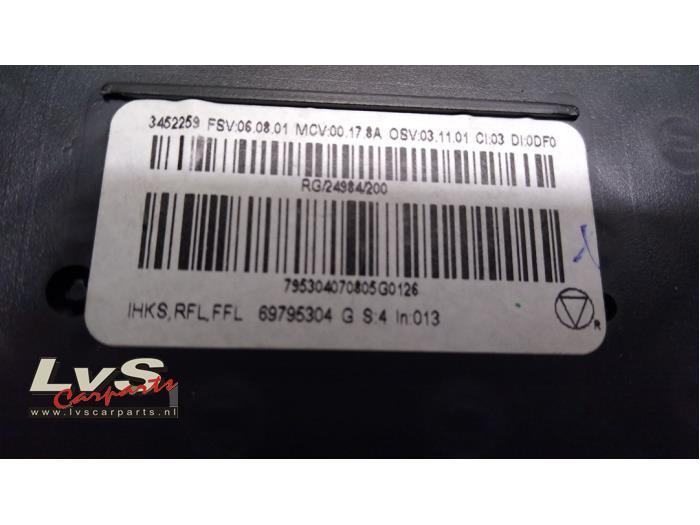 3452259 FSV:06.08.01 MCV:00.17.8A OSV:03.11.01 CI:03 DI:0DF0
RG/24984/200
795304070805G0126
IHKS, RFL, FFL 69795304 G S:4 In:013
R
LvS
Carparts
www.lvscarparts.nl